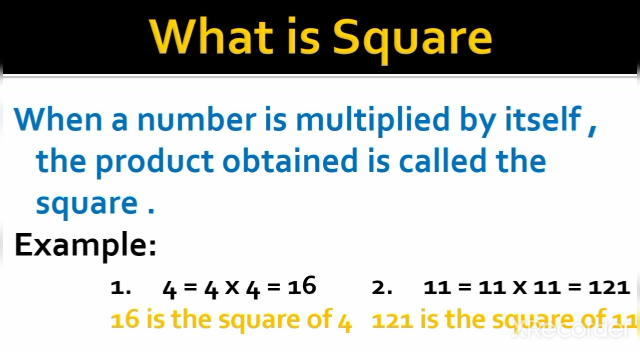 What is Square
When a number is multiplied by itself ,
the product obtained is called the
square .
Example:
1. 4 = 4 x 4 = 16 2. 11 = 11 x 11 = 121
16 is the square of 4 121 is the square of 11
XRecorder